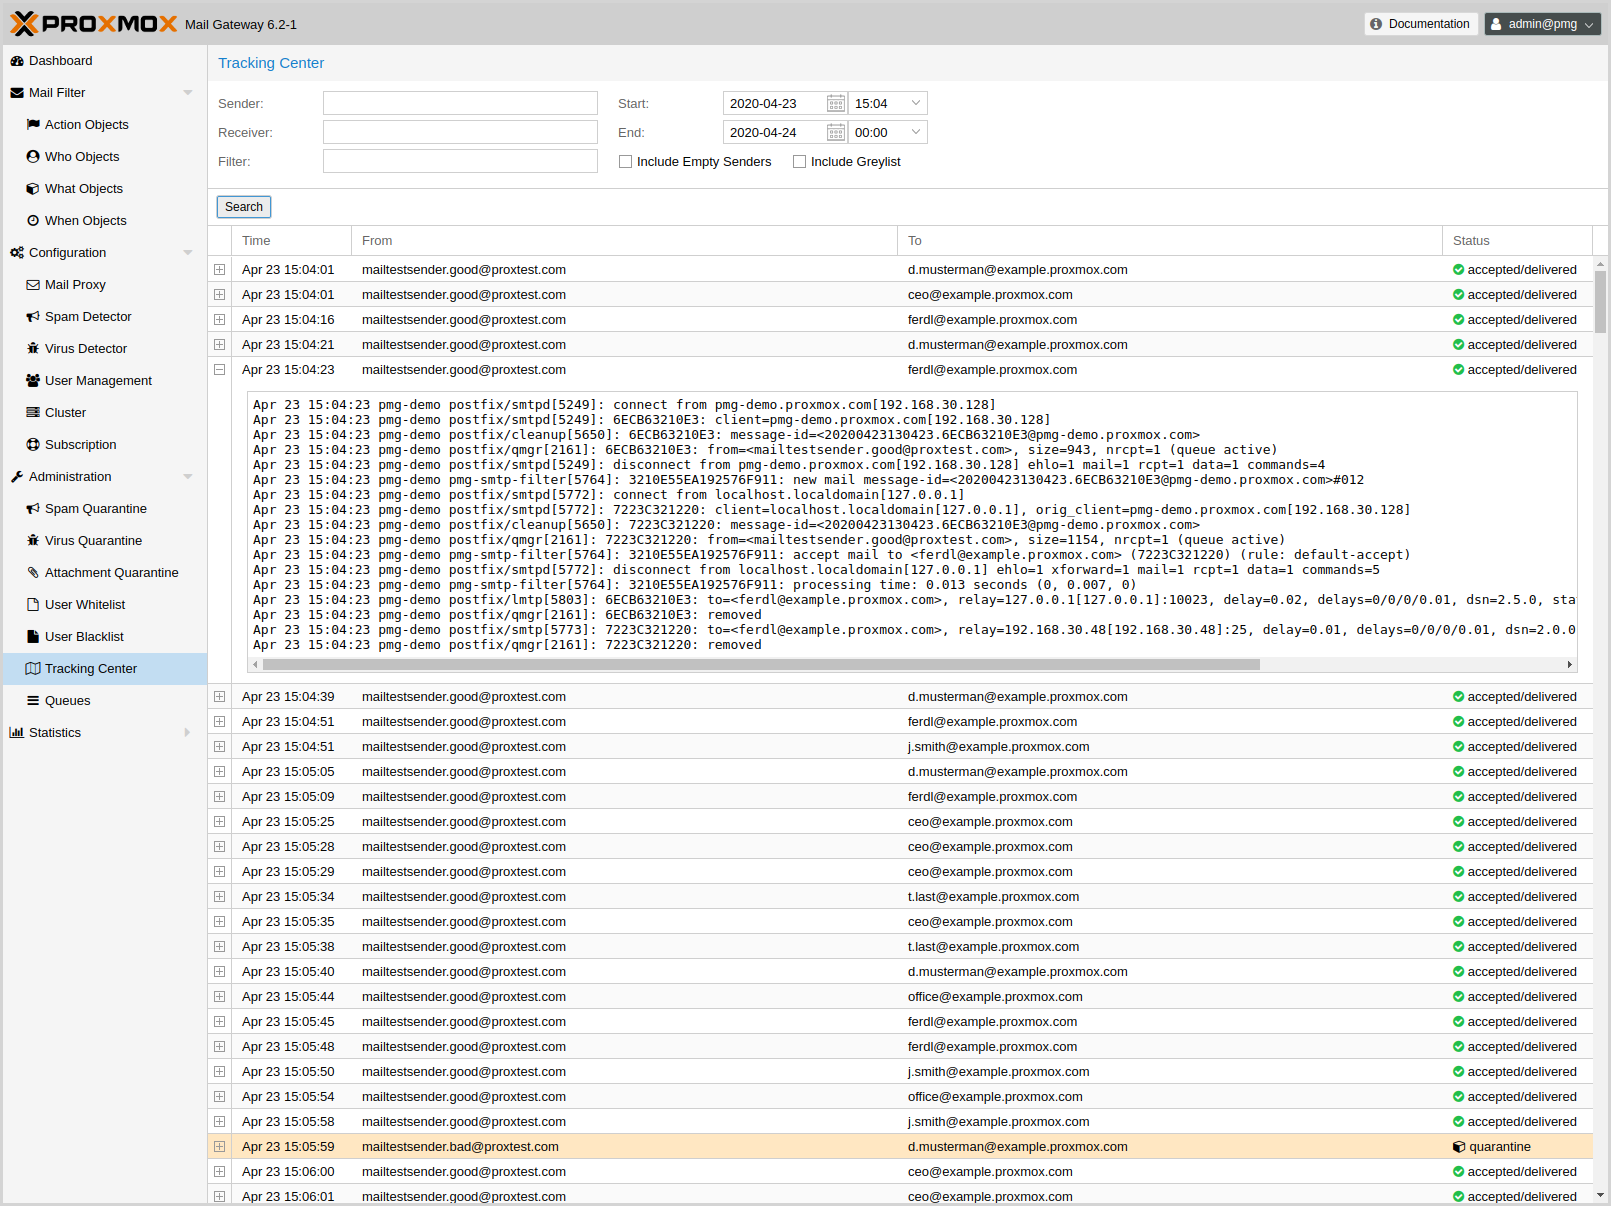 PROXMOX Mail Gateway 6.2-1
Documentation
admin@pmg
Dashboard
Mail Filter
Action Objects
Who Objects
What Objects
When Objects
Configuration
Mail Proxy
Spam Detector
Virus Detector
User Management
Cluster
Subscription
Administration
Spam Quarantine
Virus Quarantine
Attachment Quarantine
User Whitelist
User Blacklist
Tracking Center
Queues
Statistics
Tracking Center
Sender:
Receiver:
Filter:
Start: 2020-04-23 15:04
End: 2020-04-24 00:00
Include Empty Senders Include Greylist
Search
Time From To Status
Apr 23 15:04:01 mailtestsender.good@proxtest.com d.musterman@example.proxmox.com accepted/delivered
Apr 23 15:04:01 mailtestsender.good@proxtest.com ceo@example.proxmox.com accepted/delivered
Apr 23 15:04:16 mailtestsender.good@proxtest.com ferdl@example.proxmox.com accepted/delivered
Apr 23 15:04:21 mailtestsender.good@proxtest.com d.musterman@example.proxmox.com accepted/delivered
Apr 23 15:04:23 mailtestsender.good@proxtest.com ferdl@example.proxmox.com accepted/delivered
Apr 23 15:04:23 pmg-demo postfix/smtpd[5249]: connect from pmg-demo.proxmox.com[192.168.30.128]
Apr 23 15:04:23 pmg-demo postfix/smtpd[5249]: 6ECB63210E3: client=pmg-demo.proxmox.com[192.168.30.128]
Apr 23 15:04:23 pmg-demo postfix/cleanup[5650]: 6ECB63210E3: message-id=<20200423130423.6ECB63210E3@pmg-demo.proxmox.com>
Apr 23 15:04:23 pmg-demo postfix/qmgr[2161]: 6ECB63210E3: from=<mailtestsender.good@proxtest.com>, size=943, nrcpt=1 (queue active)
Apr 23 15:04:23 pmg-demo postfix/smtpd[5249]: disconnect from pmg-demo.proxmox.com[192.168.30.128] ehlo=1 mail=1 rcpt=1 data=1 commands=4
Apr 23 15:04:23 pmg-demo pmg-smtp-filter[5764]: 3210E55EA192576F911: new mail message-id=<20200423130423.6ECB63210E3@pmg-demo.proxmox.com>#012
Apr 23 15:04:23 pmg-demo postfix/smtpd[5772]: connect from localhost.localdomain[127.0.0.1]
Apr 23 15:04:23 pmg-demo postfix/smtpd[5772]: 7223C321220: client=localhost.localdomain[127.0.0.1], orig_client=pmg-demo.proxmox.com[192.168.30.128]
Apr 23 15:04:23 pmg-demo postfix/cleanup[5650]: 7223C321220: message-id=<20200423130423.6ECB63210E3@pmg-demo.proxmox.com>
Apr 23 15:04:23 pmg-demo postfix/qmgr[2161]: 7223C321220: from=<mailtestsender.good@proxtest.com>, size=1154, nrcpt=1 (queue active)
Apr 23 15:04:23 pmg-demo pmg-smtp-filter[5764]: 3210E55EA192576F911: accept mail to <ferdl@example.proxmox.com> (7223C321220) (rule: default-accept)
Apr 23 15:04:23 pmg-demo postfix/smtpd[5772]: disconnect from localhost.localdomain[127.0.0.1] ehlo=1 xforward=1 mail=1 rcpt=1 data=1 commands=5
Apr 23 15:04:23 pmg-demo pmg-smtp-filter[5764]: 3210E55EA192576F911: processing time: 0.013 seconds (0, 0.007, 0)
Apr 23 15:04:23 pmg-demo postfix/lmtp[5803]: 6ECB63210E3: to=<ferdl@example.proxmox.com>, relay=127.0.0.1[127.0.0.1]:10023, delay=0.02, delays=0/0/0/0.01, dsn=2.5.0, sta
Apr 23 15:04:23 pmg-demo postfix/qmgr[2161]: 6ECB63210E3: removed
Apr 23 15:04:23 pmg-demo postfix/smtp[5773]: 7223C321220: to=<ferdl@example.proxmox.com>, relay=192.168.30.48[192.168.30.48]:25, delay=0.01, delays=0/0/0/0.01, dsn=2.0.0
Apr 23 15:04:23 pmg-demo postfix/qmgr[2161]: 7223C321220: removed
Apr 23 15:04:39 mailtestsender.good@proxtest.com d.musterman@example.proxmox.com accepted/delivered
Apr 23 15:04:51 mailtestsender.good@proxtest.com ferdl@example.proxmox.com accepted/delivered
Apr 23 15:04:51 mailtestsender.good@proxtest.com j.smith@example.proxmox.com accepted/delivered
Apr 23 15:05:05 mailtestsender.good@proxtest.com d.musterman@example.proxmox.com accepted/delivered
Apr 23 15:05:09 mailtestsender.good@proxtest.com ferdl@example.proxmox.com accepted/delivered
Apr 23 15:05:25 mailtestsender.good@proxtest.com ceo@example.proxmox.com accepted/delivered
Apr 23 15:05:28 mailtestsender.good@proxtest.com ceo@example.proxmox.com accepted/delivered
Apr 23 15:05:29 mailtestsender.good@proxtest.com ceo@example.proxmox.com accepted/delivered
Apr 23 15:05:34 mailtestsender.good@proxtest.com t.last@example.proxmox.com accepted/delivered
Apr 23 15:05:35 mailtestsender.good@proxtest.com ceo@example.proxmox.com accepted/delivered
Apr 23 15:05:38 mailtestsender.good@proxtest.com t.last@example.proxmox.com accepted/delivered
Apr 23 15:05:40 mailtestsender.good@proxtest.com d.musterman@example.proxmox.com accepted/delivered
Apr 23 15:05:44 mailtestsender.good@proxtest.com office@example.proxmox.com accepted/delivered
Apr 23 15:05:45 mailtestsender.good@proxtest.com ferdl@example.proxmox.com accepted/delivered
Apr 23 15:05:48 mailtestsender.good@proxtest.com ferdl@example.proxmox.com accepted/delivered
Apr 23 15:05:50 mailtestsender.good@proxtest.com j.smith@example.proxmox.com accepted/delivered
Apr 23 15:05:54 mailtestsender.good@proxtest.com office@example.proxmox.com accepted/delivered
Apr 23 15:05:58 mailtestsender.good@proxtest.com j.smith@example.proxmox.com accepted/delivered
Apr 23 15:05:59 mailtestsender.bad@proxtest.com d.musterman@example.proxmox.com quarantine
Apr 23 15:06:00 mailtestsender.good@proxtest.com ceo@example.proxmox.com accepted/delivered
Apr 23 15:06:01 mailtestsender.good@proxtest.com ceo@example.proxmox.com accepted/delivered